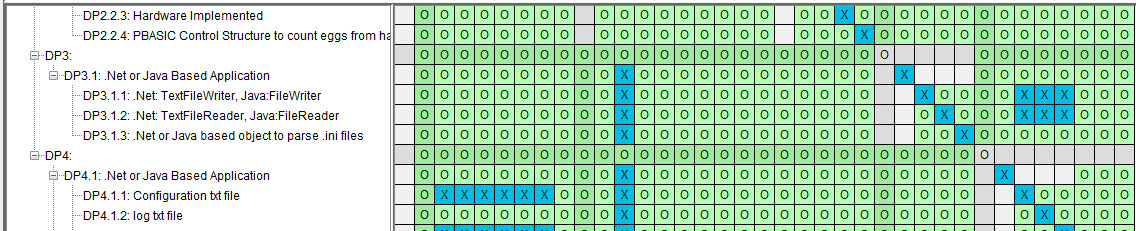 DP2.2.3: Hardware Implemented O O O O O O O O O O O O O O O O O O O X O O O O O O O O O O O O O O
DP2.2.4: PBASIC Control Structure to count eggs from ha O O O O O O O O O O O O O O O O O O O O X O O O O O O O O O O O O O
DP3: O O O O O O O O O O O O O O O O O O O O O O O O O O O O O O O O
DP3.1: .Net or Java Based Application O O O O O O O O O O X O O O O O O O O O O O O X O O O O O O O O
DP3.1.1: .Net: TextFileWriter, Java:FileWriter O O O O O O O O O O X O O O O O O O O O O O O X O O O O X X X O O O
DP3.1.2: .Net: TextFileReader, Java:FileReader O O O O O O O O O O X O O O O O O O O O O O O O X O O O X X X O O O
DP3.1.3: .Net or Java based object to parse .ini files O O O O O O O O O O X O O O O O O O O O O O O O O X O O O O O O O O
DP4: O O O O O O O O O O O O O O O O O O O O O O O O O O O O O
DP4.1: .Net or Java Based Application O O O O O O O O O O X O O O O O O O O O O O O O O O O O X O O O
DP4.1.1: Configuration txt file O X X X X X X O O O X O O O O O O O O O O O O O O O O O X O O O O O
DP4.1.2: log txt file O O O O O O O O O O X O O O O O O O O O O O O O O O O O O X O O O O